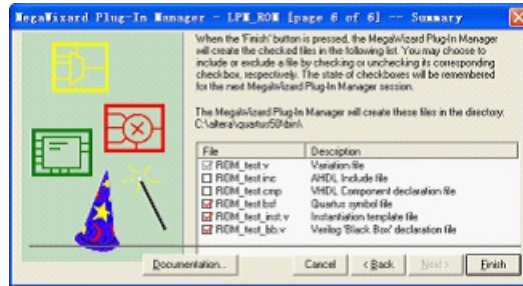 MegaWizard Plug-In Manager - LPM_ROM [page 6 of 6] -- Summary
When the 'Finish' button is pressed, the MegaWizard Plug-In Manager
will create the checked files in the following list. You may choose to
include or exclude a file by checking or unchecking its corresponding
checkbox, respectively. The state of checkboxes will be remembered
for the next MegaWizard Plug-In Manager session.
The MegaWizard Plug-In Manager will create these files in the directory:
C:\altera\quartus50\bin\
File Description
ROM_test.v Variation file
ROM_test.inc AHDL Include file
ROM_test.cmp VHDL Component declaration file
ROM_test.bsf Quartus symbol file
ROM_test_inst.v Instantiation template file
ROM_test_bb.v Verilog 'Black Box' declaration file
Documentation... Cancel < Back Next > Finish